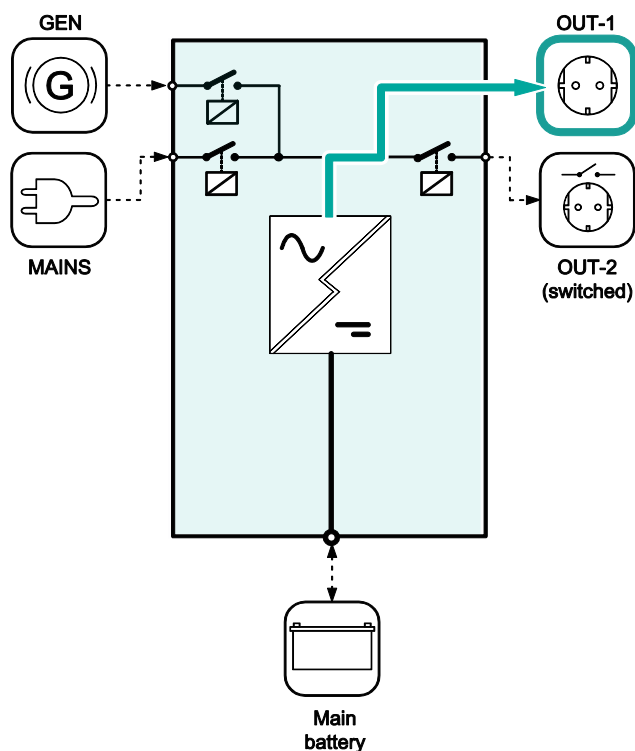 GEN
OUT-1
G
MAINS
OUT-2
(switched)
Main
battery